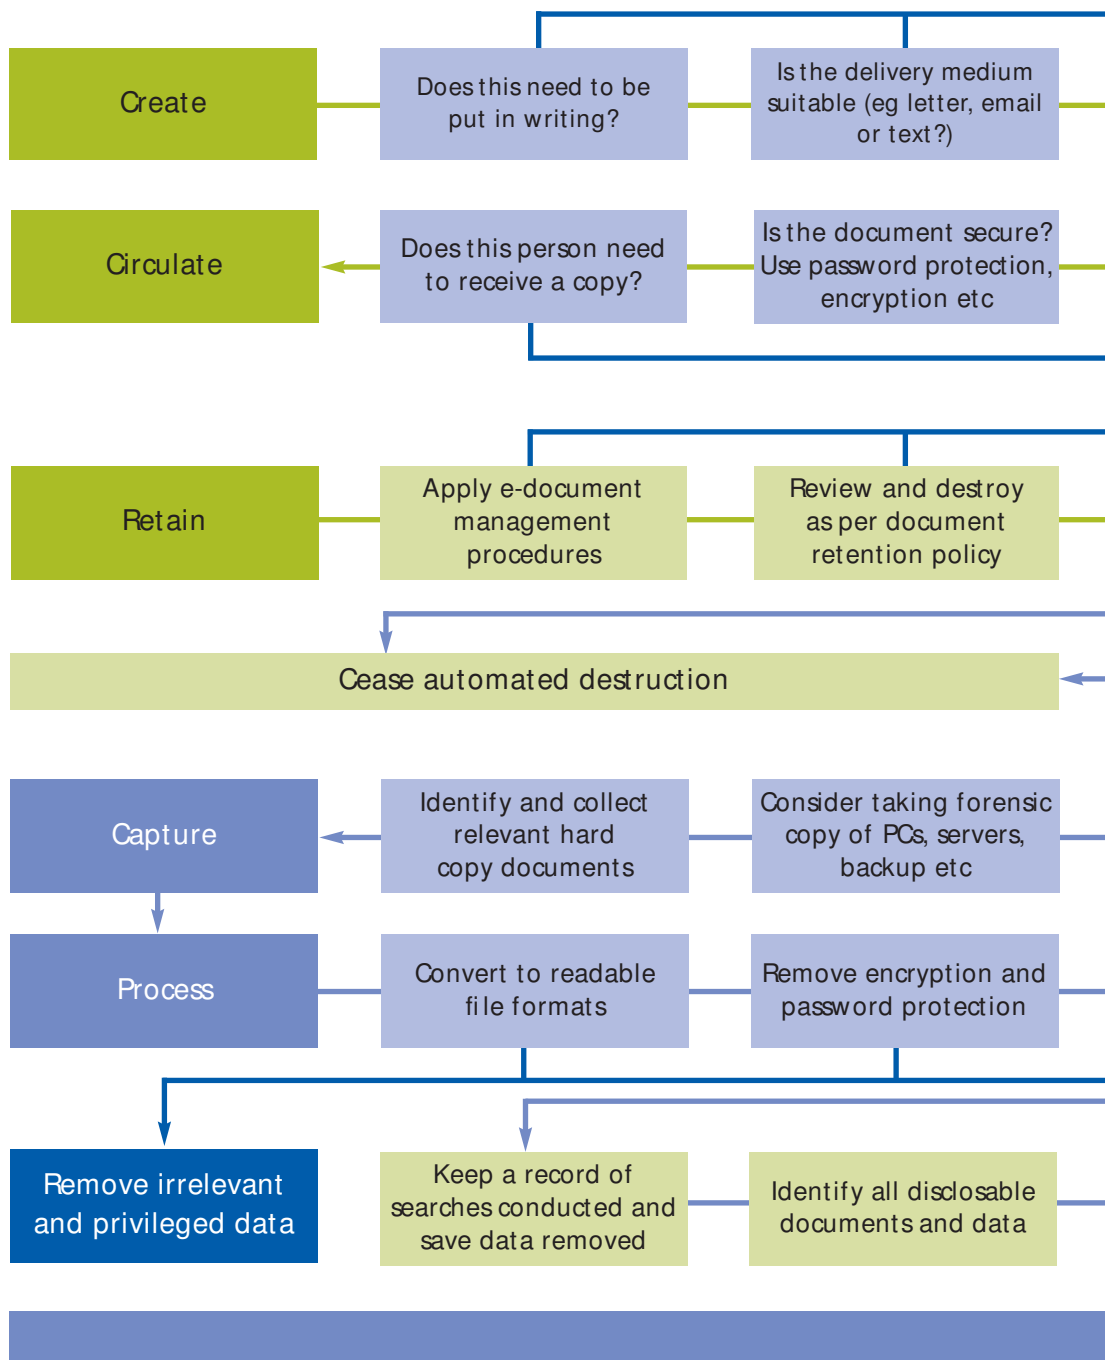 Create
Does this need to be
put in writing?
Is the delivery medium
suitable (eg letter, email
or text?)
Circulate
Does this person need
to receive a copy?
Is the document secure?
Use password protection,
encryption etc
Retain
Apply e-document
management
procedures
Review and destroy
as per document
retention policy
Cease automated destruction
Capture
Identify and collect
relevant hard
copy documents
Consider taking forensic
copy of PCs, servers,
backup etc
Process
Convert to readable
file formats
Remove encryption and
password protection
Remove irrelevant
and privileged data
Keep a record of
searches conducted and
save data removed
Identify all disclosable
documents and data